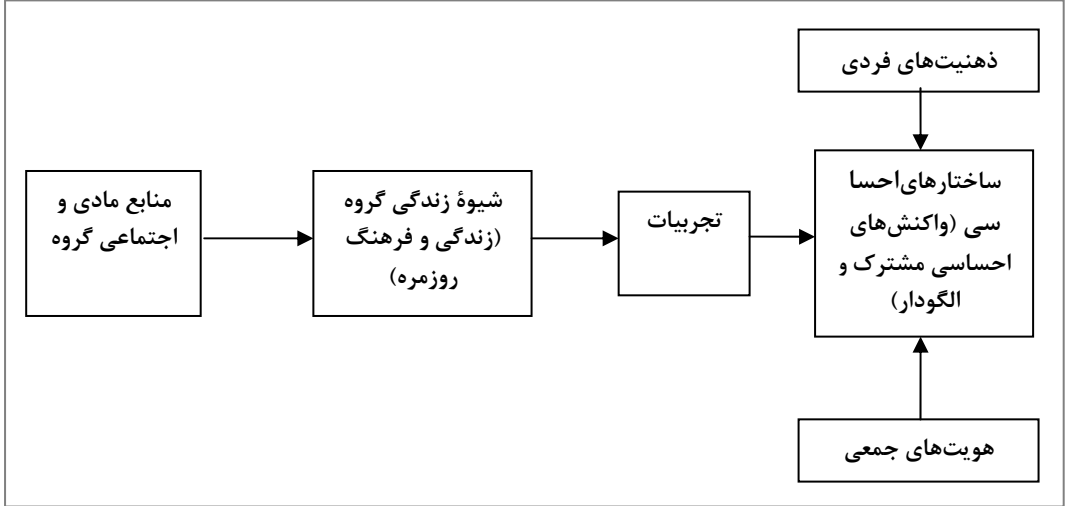 ذهنیت‌های فردی
منابع مادی و
اجتماعی گروه
شیوۀ زندگی گروه
(زندگی و فرهنگ
روزمره)
تجربیات
ساختارهای‌احسا
سی (واکنش‌های
احساسی مشترک و
الگودار)
هویت‌های جمعی